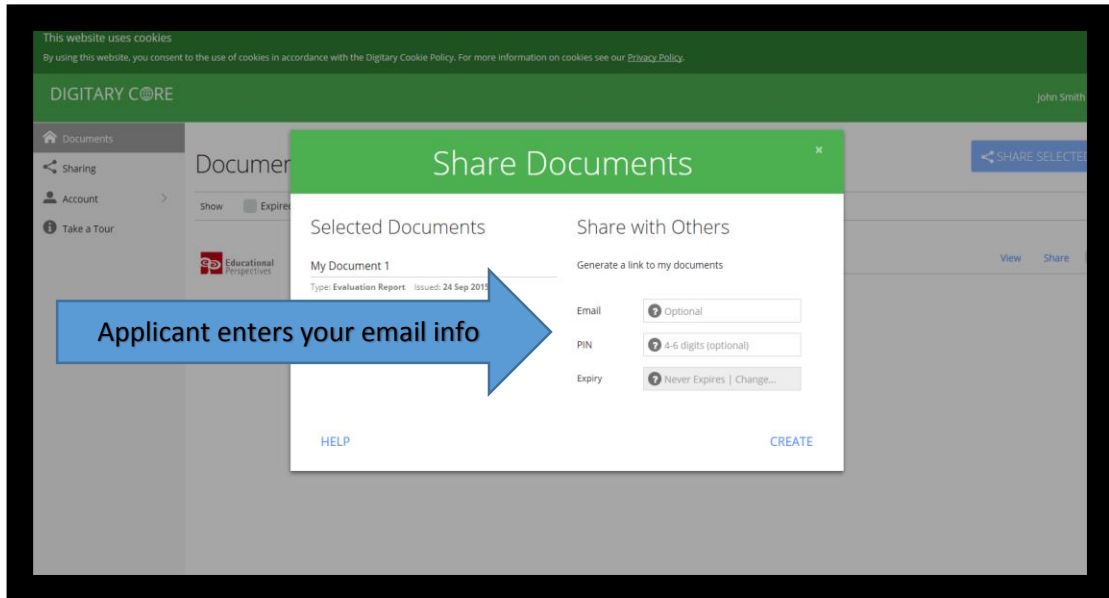 This website uses cookies
By using this website, you consent to the use of cookies in accordance with the Digitary Cookie Policy. For more information on cookies see our Privacy Policy.
DIGITARY CORE
John Smith
Documents
Sharing
Account
Take a Tour
Documen
SHARE SELECTED
Show Expired
Educational
Perspectives
View Share
Share Documents
×
Selected Documents
My Document 1
Type: Evaluation Report Issued: 24 Sep 2015
Share with Others
Generate a link to my documents
Email ? Optional
PIN ? 4-6 digits (optional)
Expiry ? Never Expires | Change...
HELP
CREATE
Applicant enters your email info